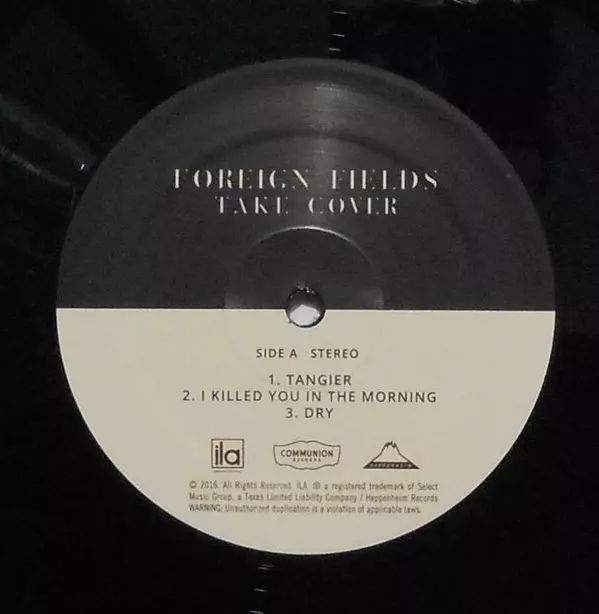 FOREIGN FIELDS
TAKE COVER
SIDE A STEREO
1. TANGIER
2. I KILLED YOU IN THE MORNING
3. DRY
ila
COMMUNION
RECORDS
HEPPENHEIM
© 2016. All Rights Reserved. ILA ® a registered trademark of Select
Music Group, a Texas Limited Liability Company / Heppenheim Records
WARNING: Unauthorized duplication is a violation of applicable laws.